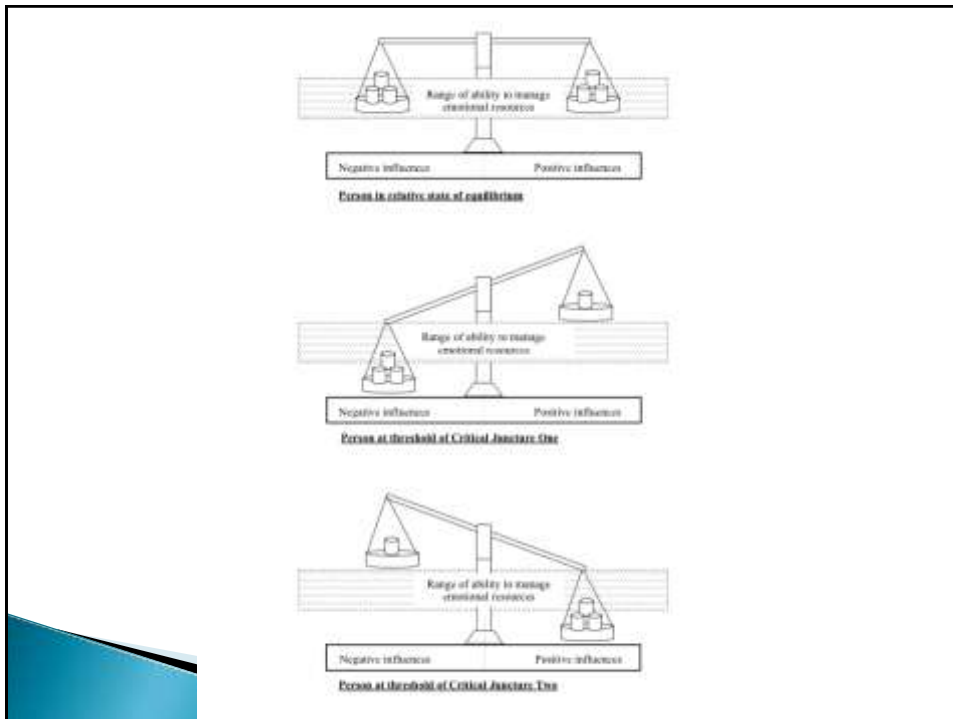 Range of ability to manage
emotional resources
Negative influences Positive influences
Person in relative state of equilibrium
Range of ability to manage
emotional resources
Negative influences Positive influences
Person at threshold of Critical Juncture One
Range of ability to manage
emotional resources
Negative influences Positive influences
Person at threshold of Critical Juncture Two